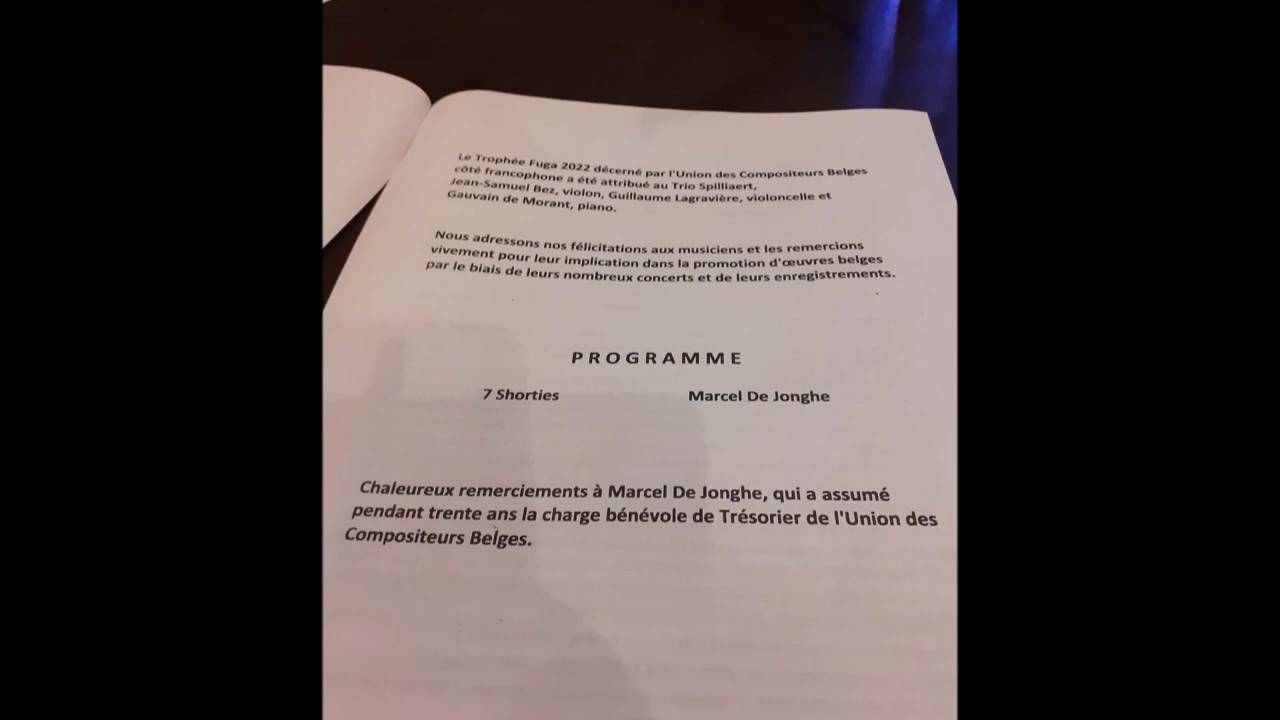 Le Trophée Fuga 2022 décerné par l'Union des Compositeurs Belges
côté francophone a été attribué au Trio Spilliaert,
Jean-Samuel Bez, violon, Guillaume Lagravière, violoncelle et
Gauvain de Morant, piano.
Nous adressons nos félicitations aux musiciens et les remercions
vivement pour leur implication dans la promotion d'œuvres belges
par le biais de leurs nombreux concerts et de leurs enregistrements.
PROGRAMME
7 Shorties Marcel De Jonghe
Chaleureux remerciements à Marcel De Jonghe, qui a assumé
pendant trente ans la charge bénévole de Trésorier de l'Union des
Compositeurs Belges.